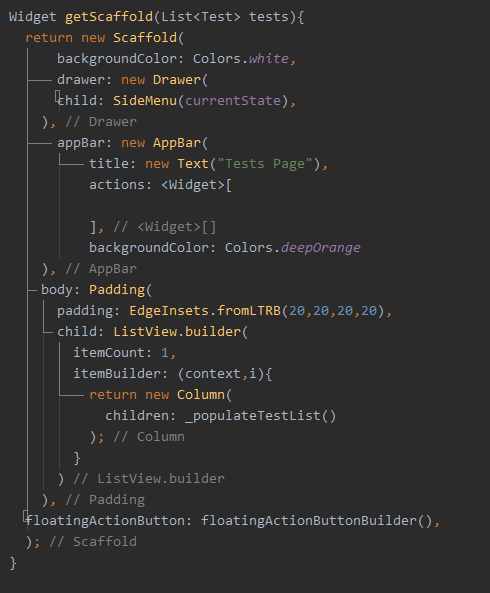 Widget getScaffold(List<Test> tests){
return new Scaffold(
backgroundColor: Colors.white,
drawer: new Drawer(
child: SideMenu(currentState),
), // Drawer
appBar: new AppBar(
title: new Text("Tests Page"),
actions: <Widget>[
], // <Widget>[]
backgroundColor: Colors.deepOrange
), // AppBar
body: Padding(
padding: EdgeInsets.fromLTRB(20,20,20,20),
child: ListView.builder(
itemCount: 1,
itemBuilder: (context,i){
return new Column(
children: _populateTestList()
); // Column
}
) // ListView.builder
), // Padding
floatingActionButton: floatingActionButtonBuilder(),
); // Scaffold
}